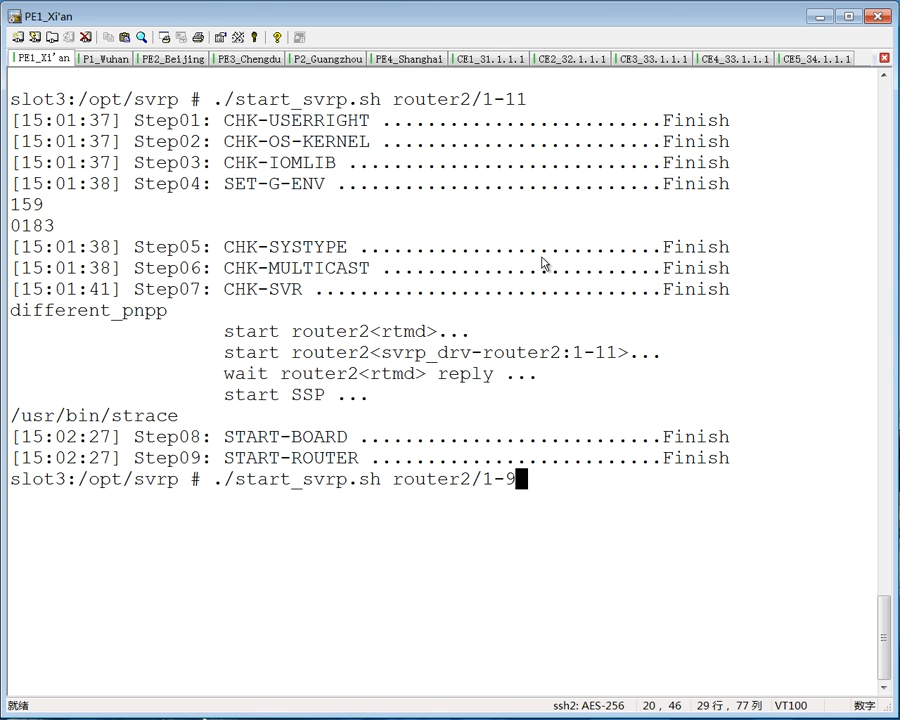 PE1_Xi'an
PE1_Xi'an P1_Wuhan PE2_Beijing PE3_Chengdu P2_Guangzhou PE4_Shanghai CE1_31.1.1.1 CE2_32.1.1.1 CE3_33.1.1.1 CE4_33.1.1.1 CE5_34.1.1.1
slot3:/opt/svrp # ./start_svrp.sh router2/1-11
[15:01:37] Step01: CHK-USERRIGHT .........................Finish
[15:01:37] Step02: CHK-OS-KERNEL .........................Finish
[15:01:37] Step03: CHK-IOMLIB ............................Finish
[15:01:38] Step04: SET-G-ENV .............................Finish
159
0183
[15:01:38] Step05: CHK-SYSTYPE ...........................Finish
[15:01:38] Step06: CHK-MULTICAST .........................Finish
[15:01:41] Step07: CHK-SVR ...............................Finish
different_pnpp
start router2<rtmd>...
start router2<svrp_drv-router2:1-11>...
wait router2<rtmd> reply ...
start SSP ...
/usr/bin/strace
[15:02:27] Step08: START-BOARD ...........................Finish
[15:02:27] Step09: START-ROUTER ..........................Finish
slot3:/opt/svrp # ./start_svrp.sh router2/1-9
就绪 ssh2: AES-256 20, 46 29 行, 77 列 VT100 数字